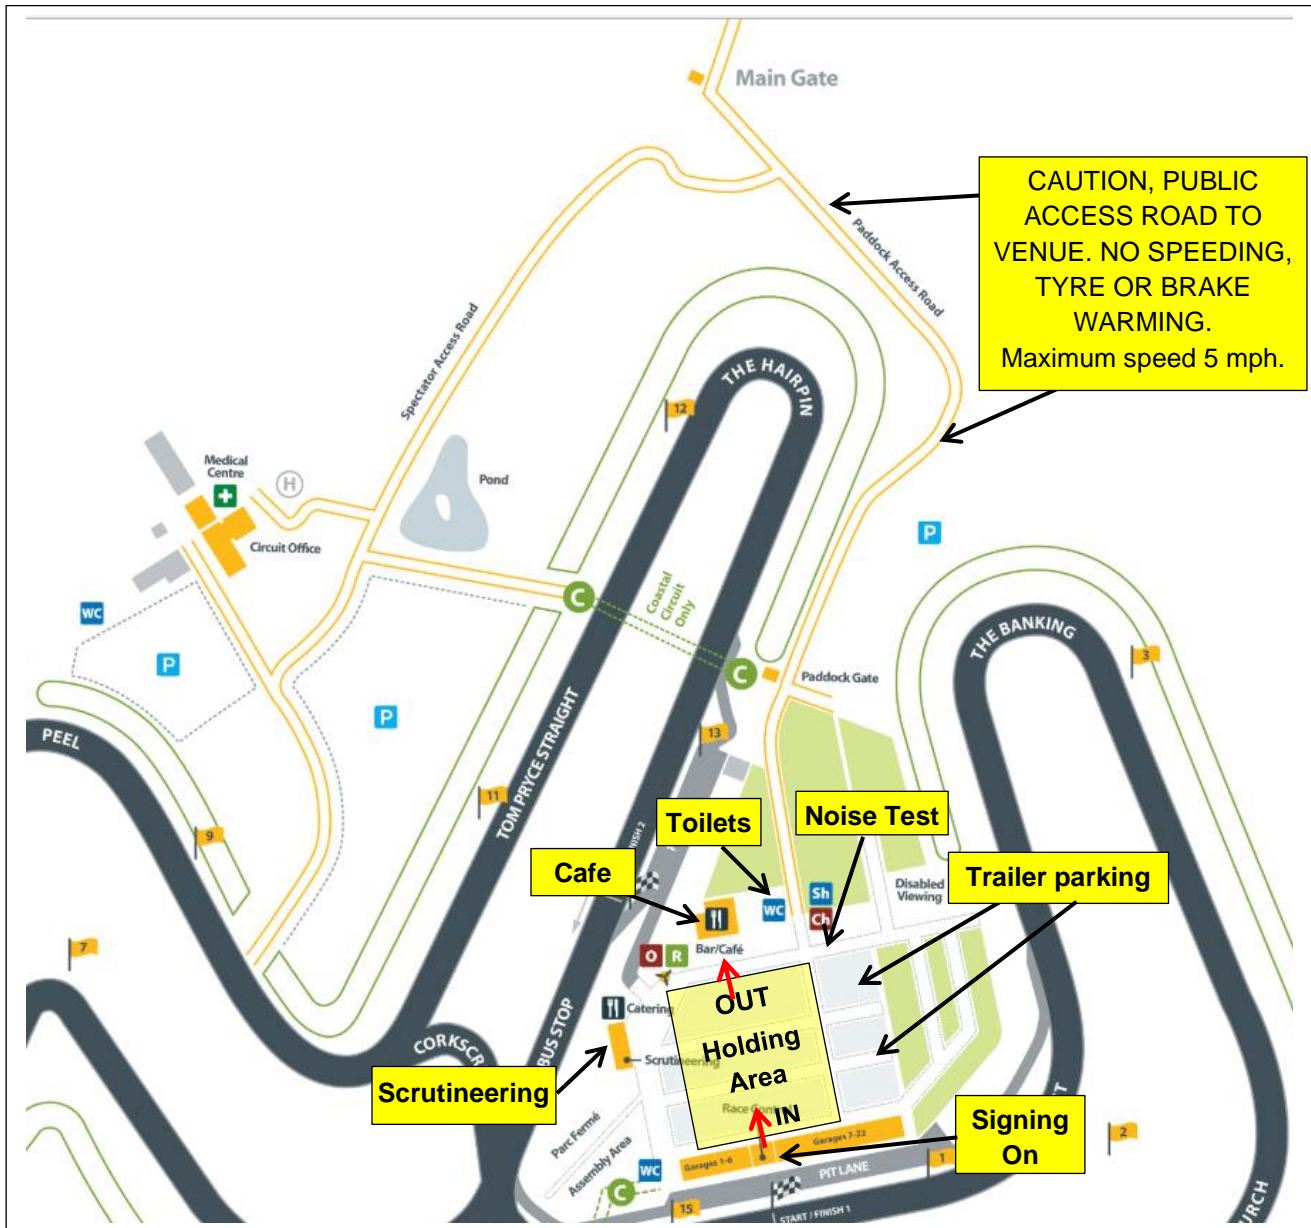 Main Gate
CAUTION, PUBLIC
ACCESS ROAD TO
VENUE. NO SPEEDING,
TYRE OR BRAKE
WARMING.
Maximum speed 5 mph.
Paddock Access Road
Spectator Access Road
THE HAIRPIN
12
Medical
Centre
H
Pond
Circuit Office
P
WC
C
Coastal
Circuit
Only
THE BANKING
3
P
C
Paddock Gate
P
PEEL
TOM PRYCE STRAIGHT
13
11
9
Toilets
Noise Test
NISH 2
Cafe
Trailer parking
Disabled
Viewing
Sh
WC
Ch
7
Bar/Café
O R
OUT
Catering
BUS STOP
Holding
Area
CORKSCR
Scrutineering
Scrutineering
Race Control
IN
Signing
On
Parc Fermé
Assembly Area
Garages 1-6
Garages 7-22
2
1
WC
PIT LANE
C
15
START / FINISH 1
URCH